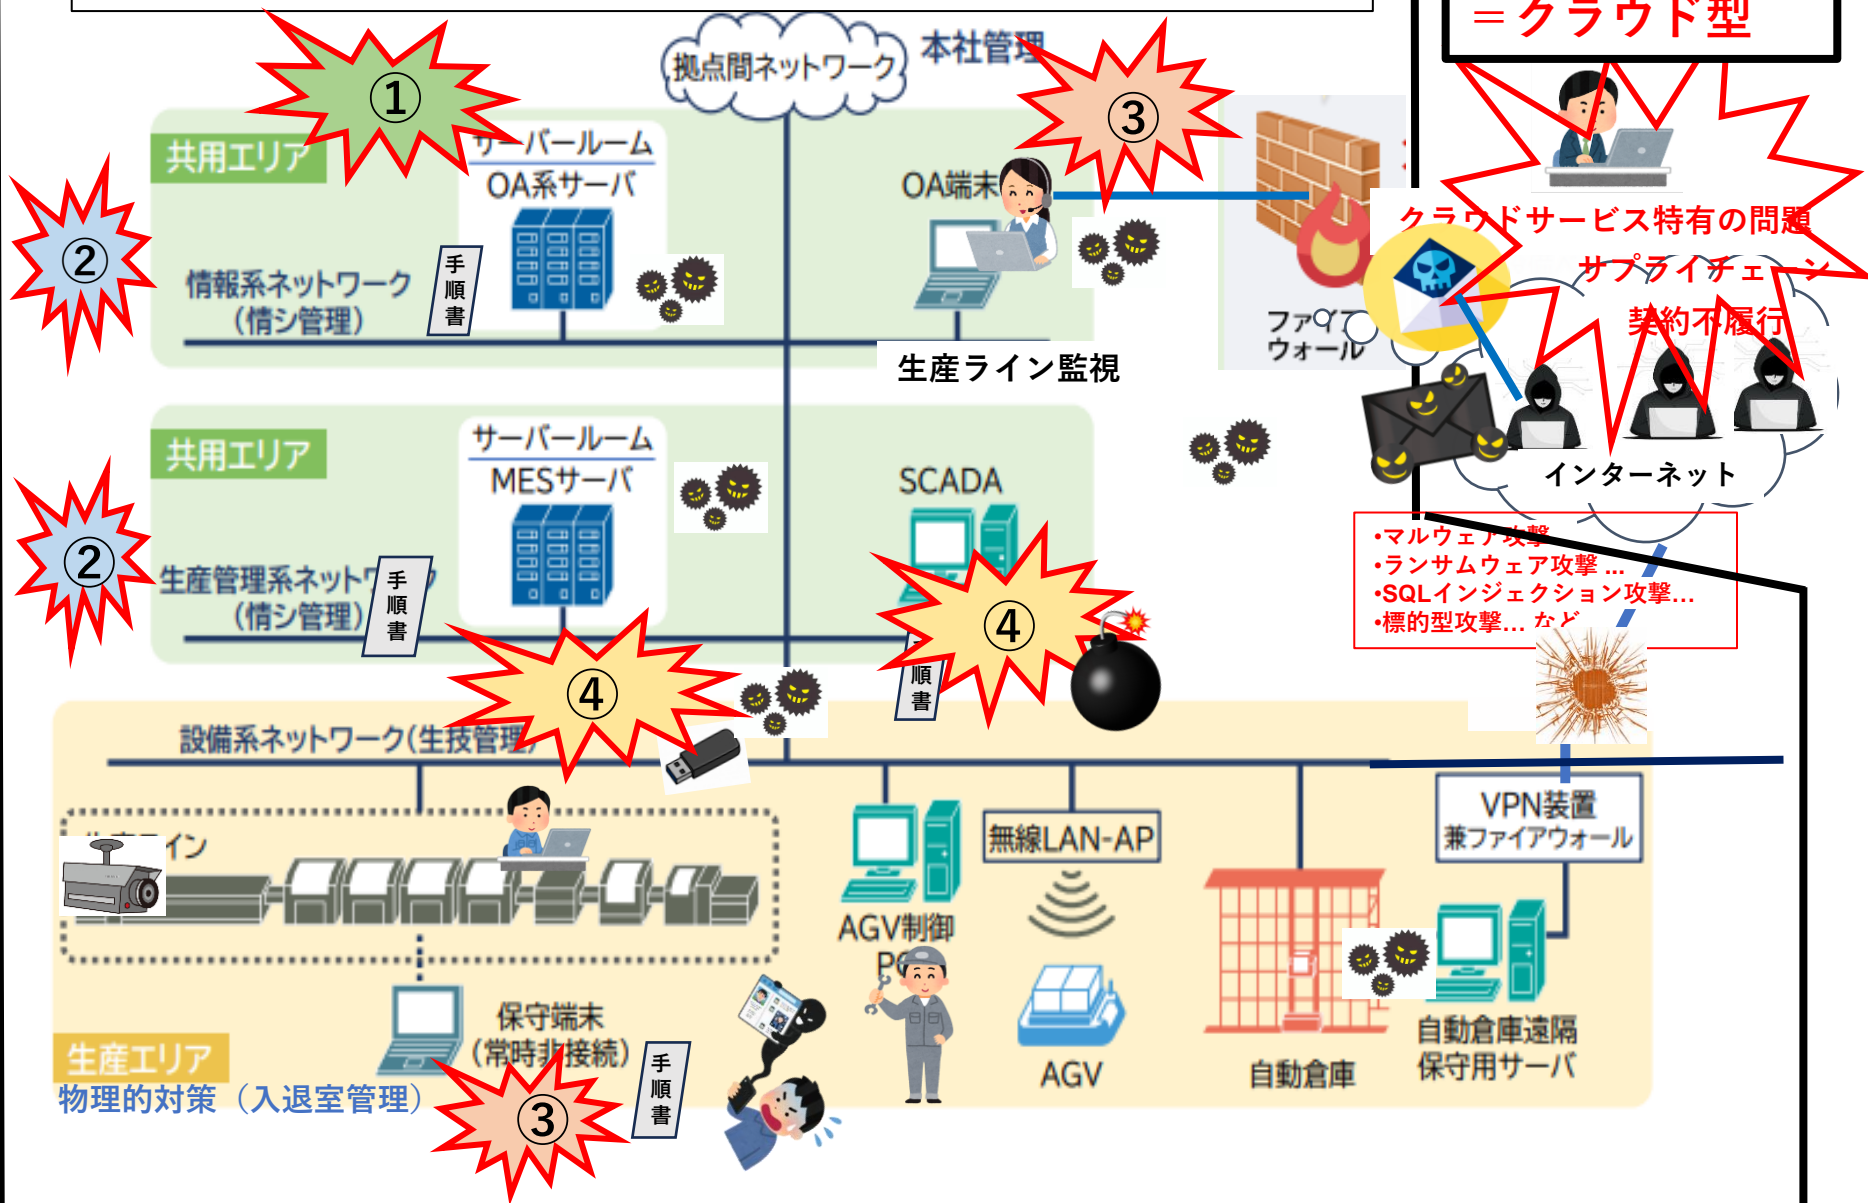 ＝クラウド型
本社管理
拠点間ネットワーク
①
③
共用エリア
サーバールーム
OA系サーバ
OA端末
②
手順書
情報系ネットワーク
（情シ管理）
クラウドサービス特有の問題
サプライチェーン
契約不履行
ファイア
ウォール
生産ライン監視
共用エリア
サーバールーム
MESサーバ
SCADA
インターネット
②
手順書
生産管理系ネットワーク
（情シ管理）
•マルウェア攻撃
•ランサムウェア攻撃 ...
•SQLインジェクション攻撃...
•標的型攻撃... など
④
④
順書
設備系ネットワーク(生技管理)
VPN装置
兼ファイアウォール
無線LAN-AP
生産ライン
AGV制御
PC
保守端末
（常時非接続）
手順書
AGV
自動倉庫
自動倉庫遠隔
保守用サーバ
生産エリア
物理的対策（入退室管理）
③